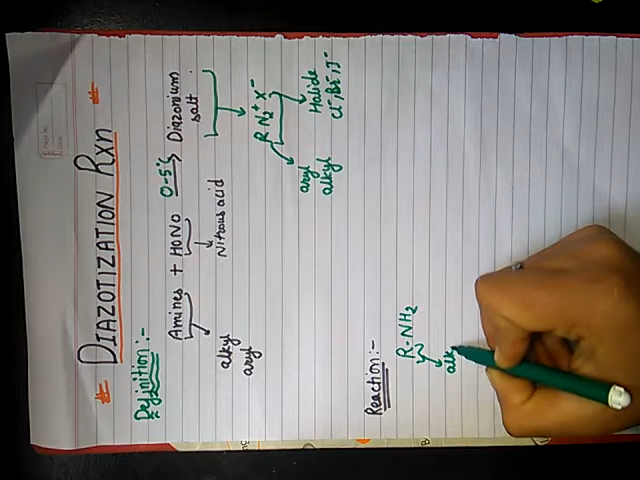 # DIAZOTIZATION Rxn #
Definition:-
Amines + HONO 0-5°C Diazonium salt.
alkyl
aryl
Nitrous acid
R N2+ X-
aryl
alkyl
Halide
Cl-, Br-, I-
Reaction:-
R-NH2
alk